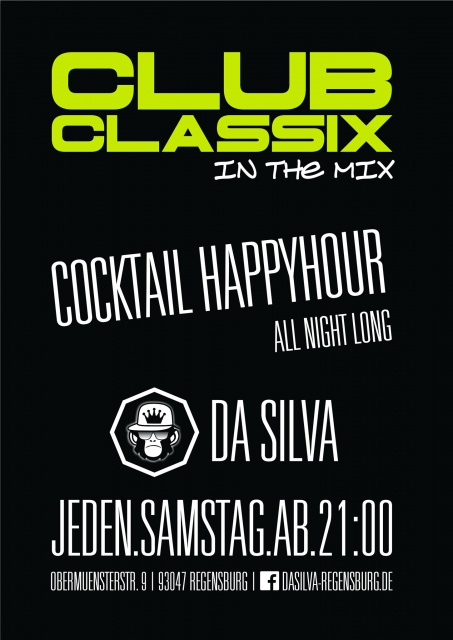 CLUB
CLASSIX
IN THE MIX
COCKTAIL HAPPYHOUR
ALL NIGHT LONG
DA SILVA
JEDEN.SAMSTAG.AB.21:00
OBERMUENSTERSTR. 9 | 93047 REGENSBURG | f DASILVA-REGENSBURG.DE